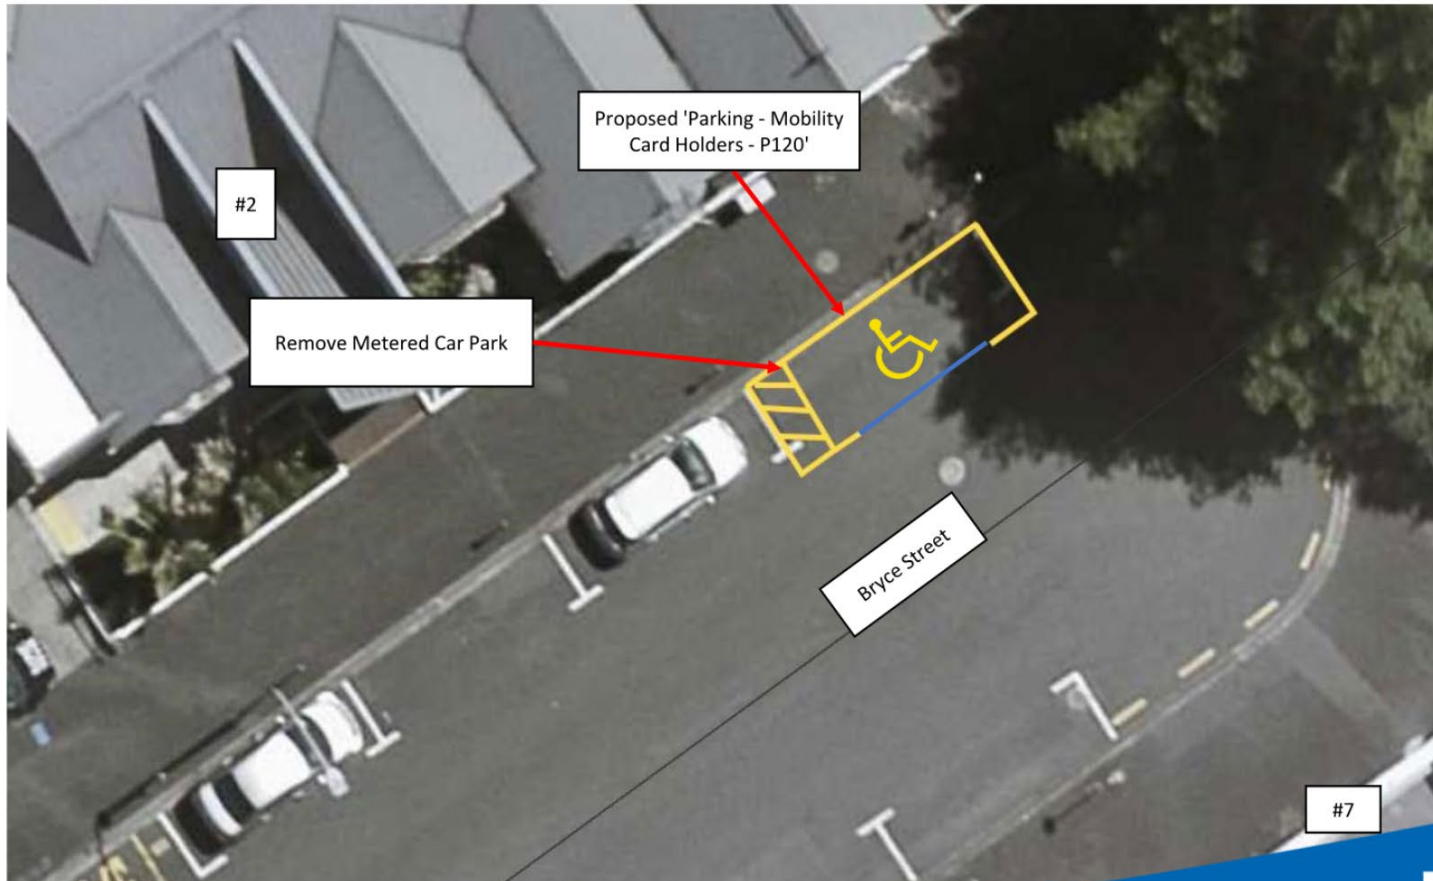 Proposed 'Parking - Mobility
Card Holders - P120'
#2
Remove Metered Car Park
Bryce Street
#7